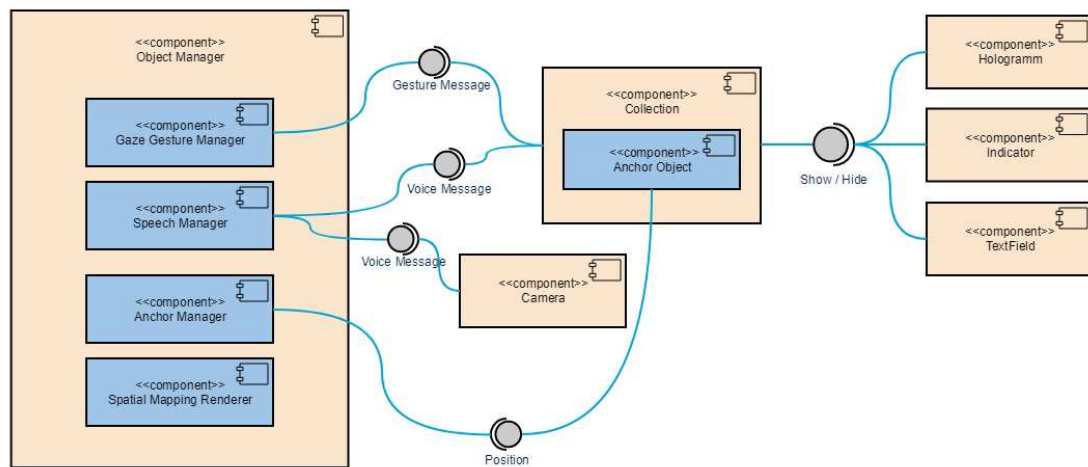 <<component>>
Object Manager
<<component>>
Gaze Gesture Manager
<<component>>
Speech Manager
<<component>>
Anchor Manager
<<component>>
Spatial Mapping Renderer
Gesture Message
Voice Message
Voice Message
Position
<<component>>
Collection
<<component>>
Anchor Object
<<component>>
Camera
Show / Hide
<<component>>
Hologramm
<<component>>
Indicator
<<component>>
TextField